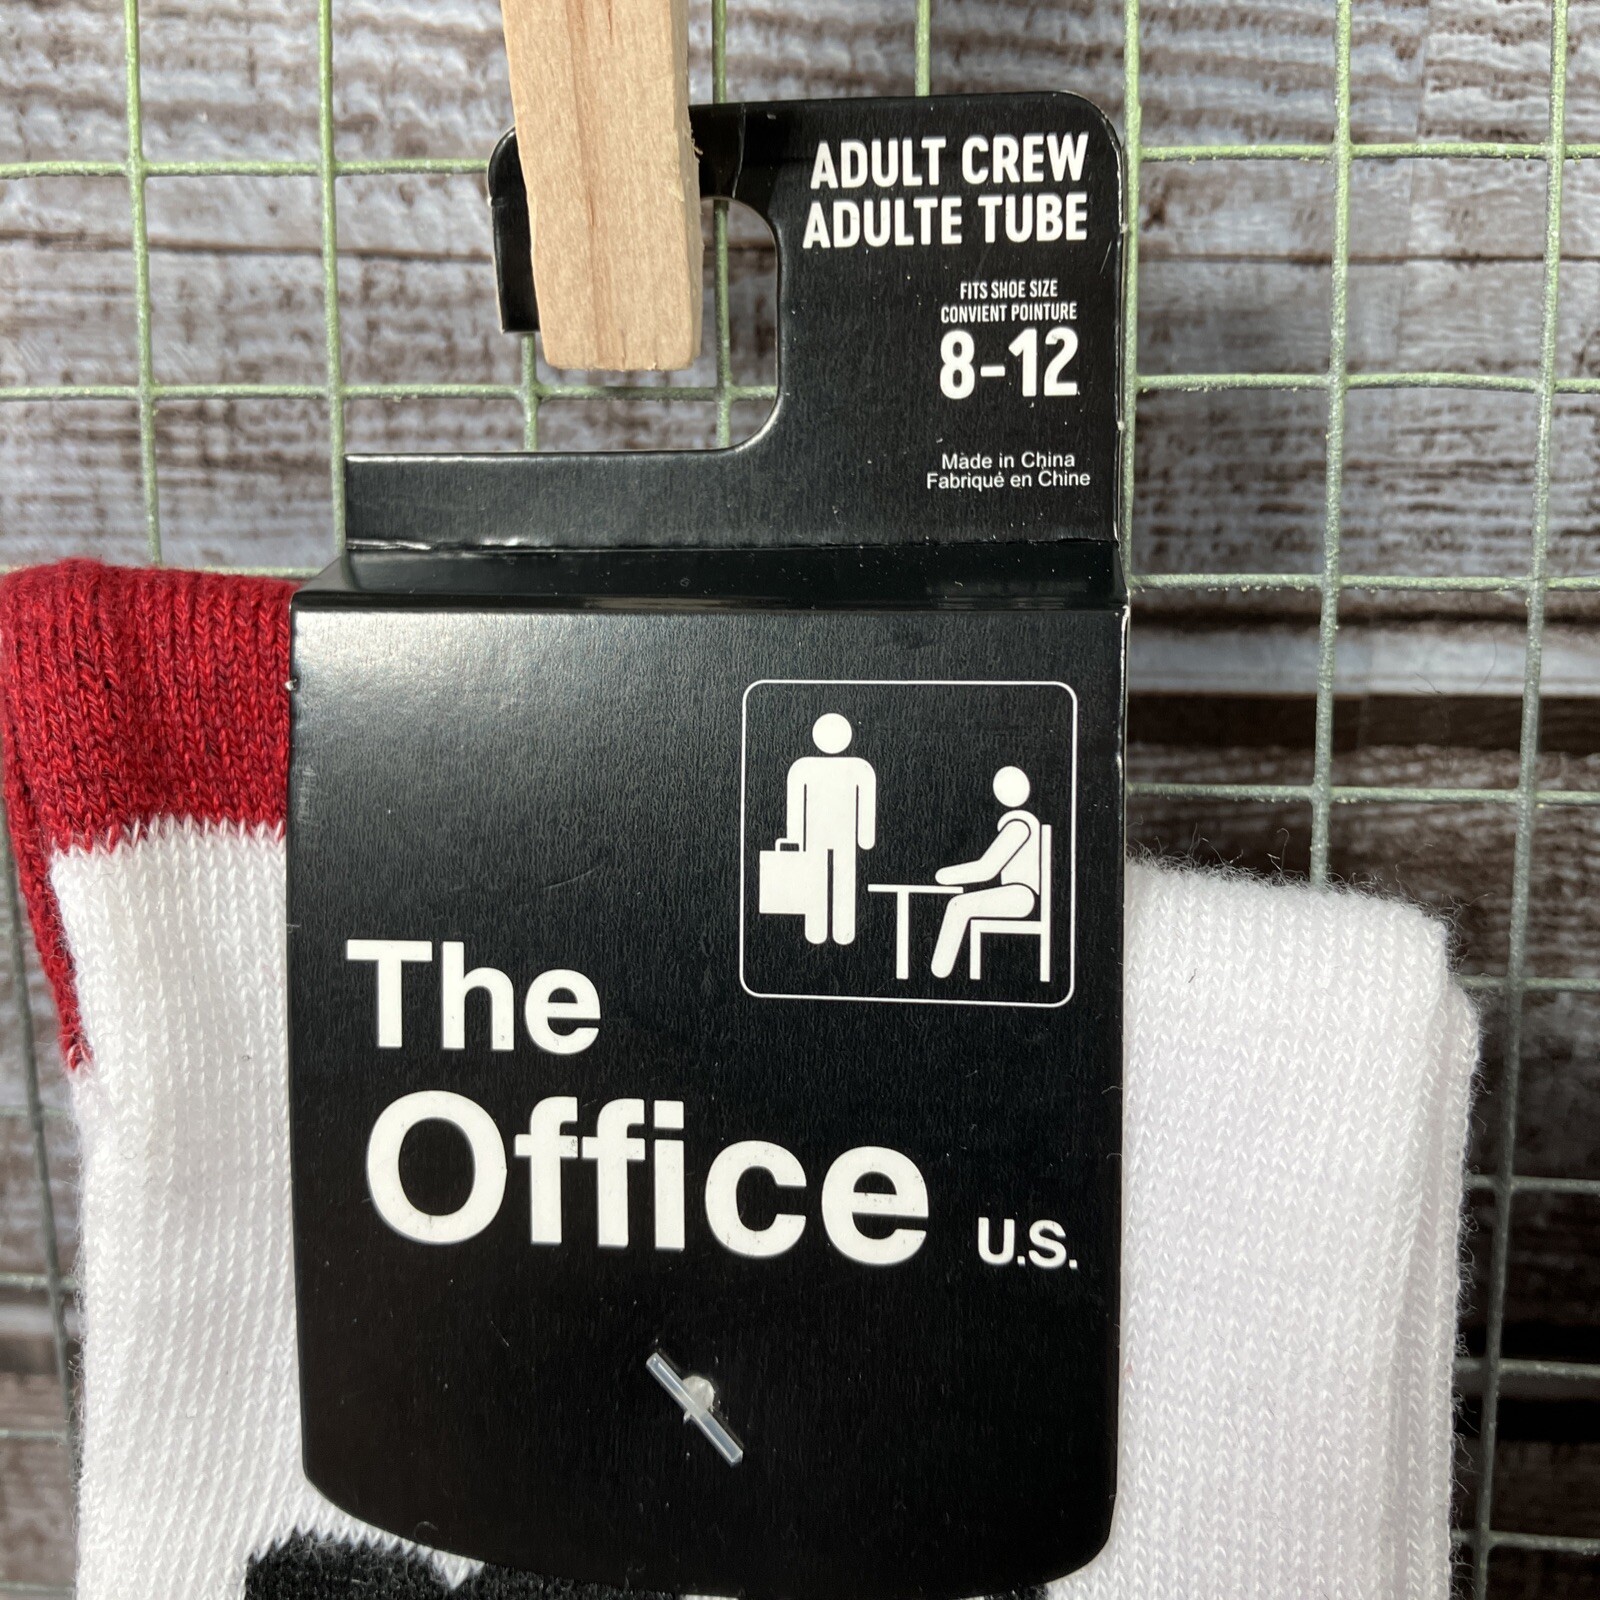 ADULT CREW
ADULTE TUBE
FITS SHOE SIZE
CONVIENT POINTURE
8-12
Made in China
Fabriqué en Chine
The
Office U.S.